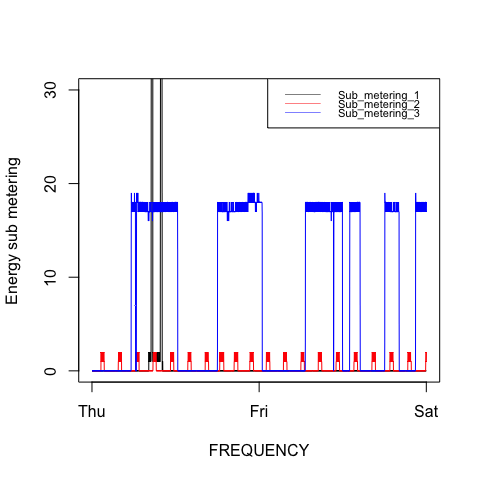 Sub_metering_1
Sub_metering_2
Sub_metering_3
Energy sub metering
30
20
10
0
Thu Fri Sat
FREQUENCY